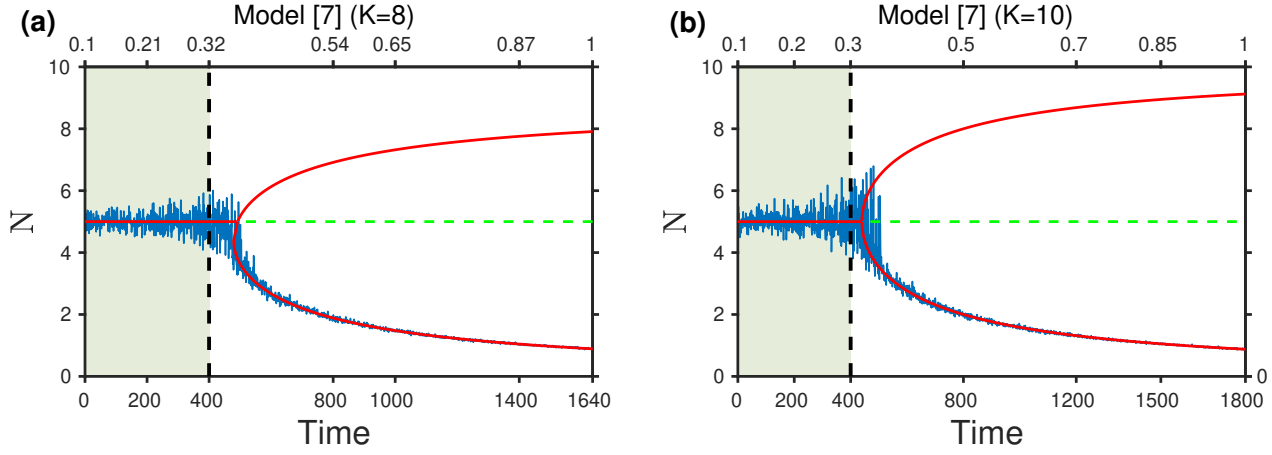 (a)
Model [7] (K=8)
0.1 0.21 0.32 0.54 0.65 0.87 1
10
8
6
4
2
0
N
0 200 400 800 1000 1400 1640
Time
(b)
Model [7] (K=10)
0.1 0.2 0.3 0.5 0.7 0.85 1
10
8
6
4
2
0
0
N
0 200 400 800 1200 1500 1800
Time